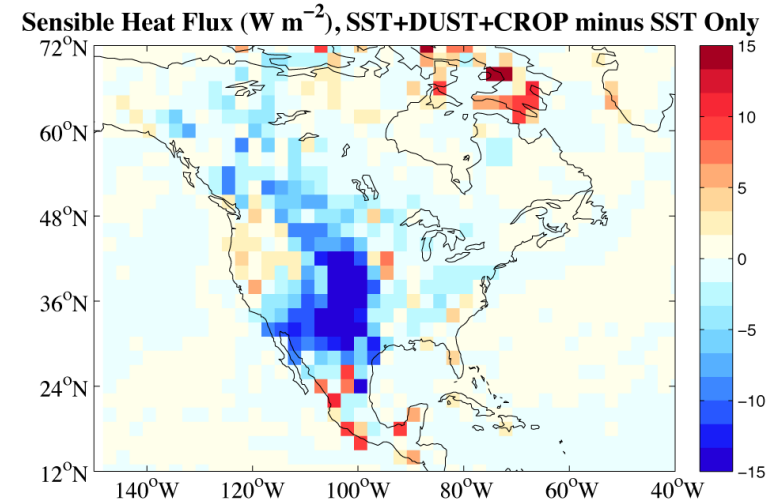 Sensible Heat Flux (W m⁻²), SST+DUST+CROP minus SST Only
72°N
60°N
48°N
36°N
24°N
12°N
140°W 120°W 100°W 80°W 60°W 40°W
15
10
5
0
−5
−10
−15